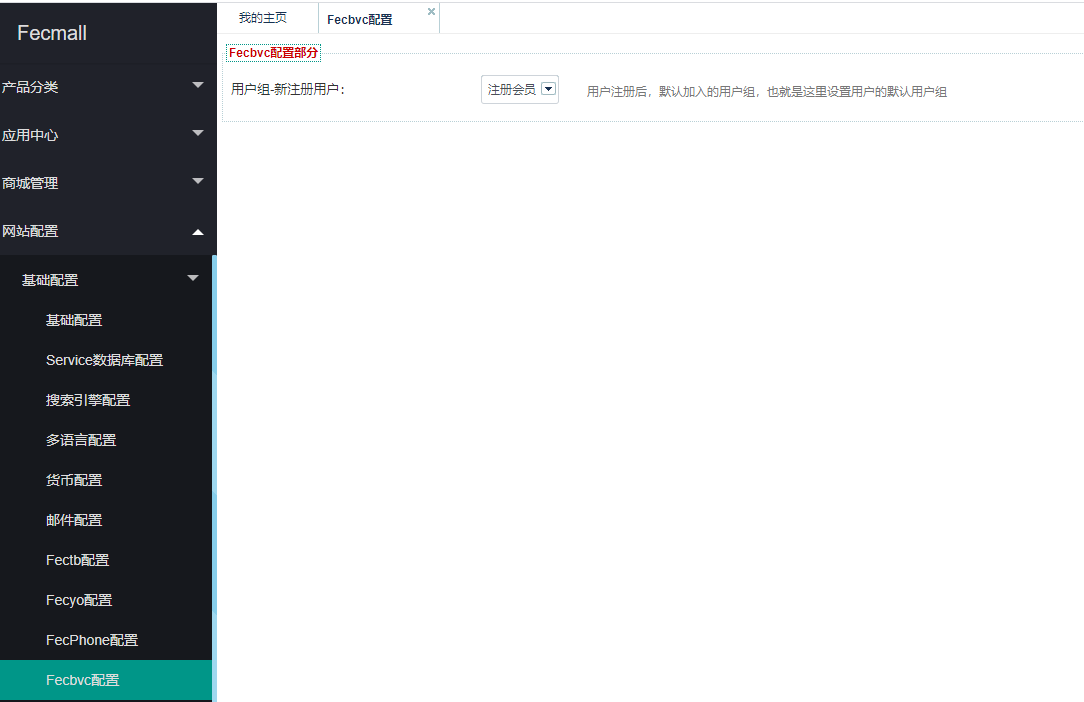 Fecmall
产品分类
应用中心
商城管理
网站配置
基础配置
基础配置
Service数据库配置
搜索引擎配置
多语言配置
货币配置
邮件配置
Fectb配置
Fecyo配置
FecPhone配置
Fecbvc配置
我的主页
Fecbvc配置
Fecbvc配置部分
用户组-新注册用户： 注册会员 用户注册后，默认加入的用户组，也就是这里设置用户的默认用户组